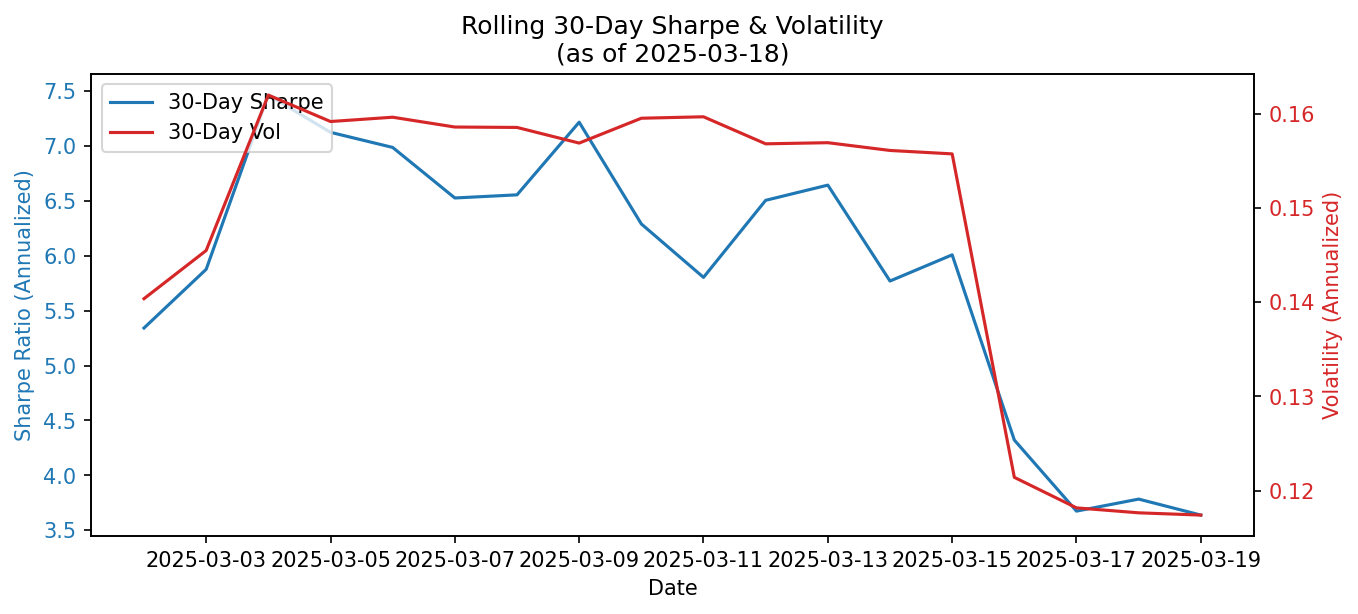 Rolling 30-Day Sharpe & Volatility
(as of 2025-03-18)
30-Day Sharpe
30-Day Vol
Sharpe Ratio (Annualized)
7.5
7.0
6.5
6.0
5.5
5.0
4.5
4.0
3.5
Volatility (Annualized)
0.16
0.15
0.14
0.13
0.12
2025-03-03 2025-03-05 2025-03-07 2025-03-09 2025-03-11 2025-03-13 2025-03-15 2025-03-17 2025-03-19
Date